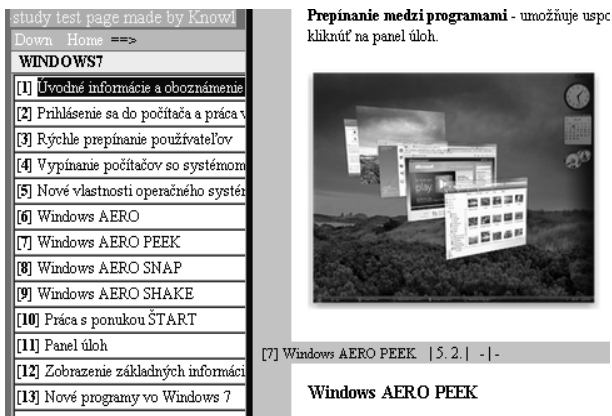 -study test page made by Knowl
Down Home ==>
WINDOWS7
[1] Úvodné informácie a oboznámenie
[2] Prihlásenie sa do počítača a práca v
[3] Rýchle prepínanie používateľov
[4] Vypínanie počítačov so systémom
[5] Nové vlastnosti operačného systér
[6] Windows AERO
[7] Windows AERO PEEK
[8] Windows AERO SNAP
[9] Windows AERO SHAKE
[10] Práca s ponukou ŠTART
[11] Panel úloh
[12] Zobrazenie základných informáci
[13] Nové programy vo Windows 7
Prepínanie medzi programami - umožňuje uspo
kliknúť na panel úloh.
play
[7] Windows AERO PEEK |5. 2.| -|-
Windows AERO PEEK